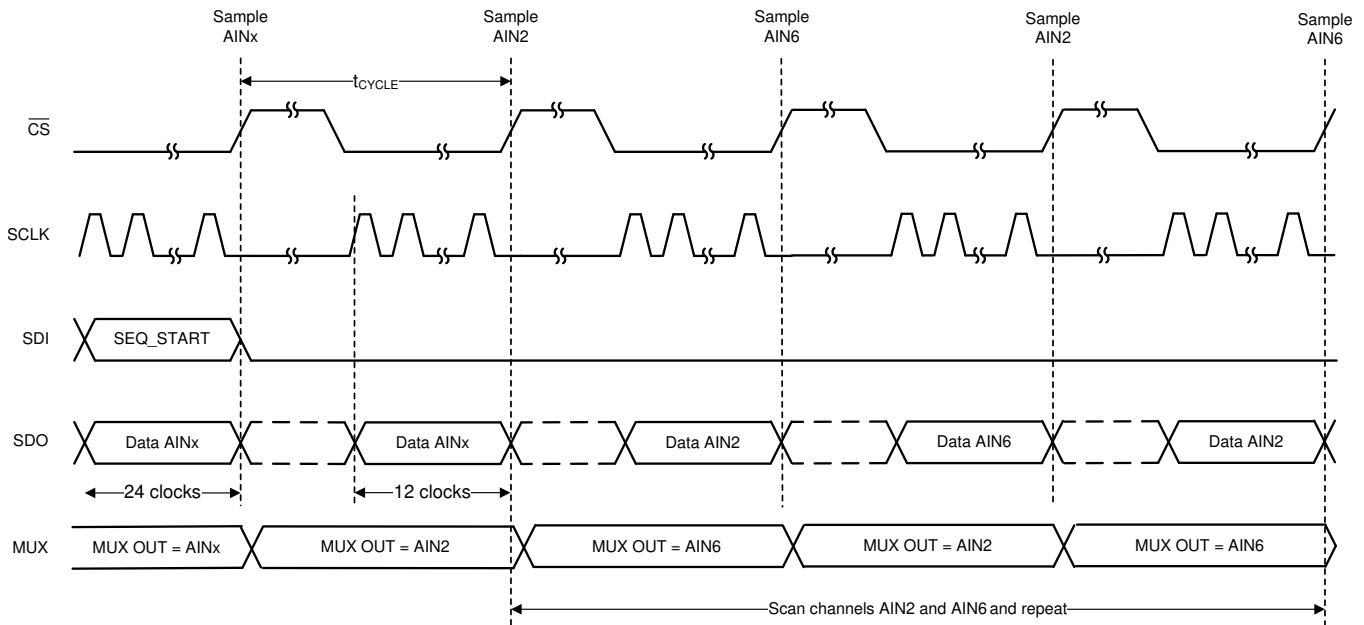 Sample
AINx
Sample
AIN2
Sample
AIN6
Sample
AIN2
Sample
AIN6
tCYCLE
CS
SCLK
SDI
SEQ_START
SDO
Data AINx
Data AINx
Data AIN2
Data AIN6
Data AIN2
24 clocks
12 clocks
MUX
MUX OUT = AINx
MUX OUT = AIN2
MUX OUT = AIN6
MUX OUT = AIN2
MUX OUT = AIN6
Scan channels AIN2 and AIN6 and repeat